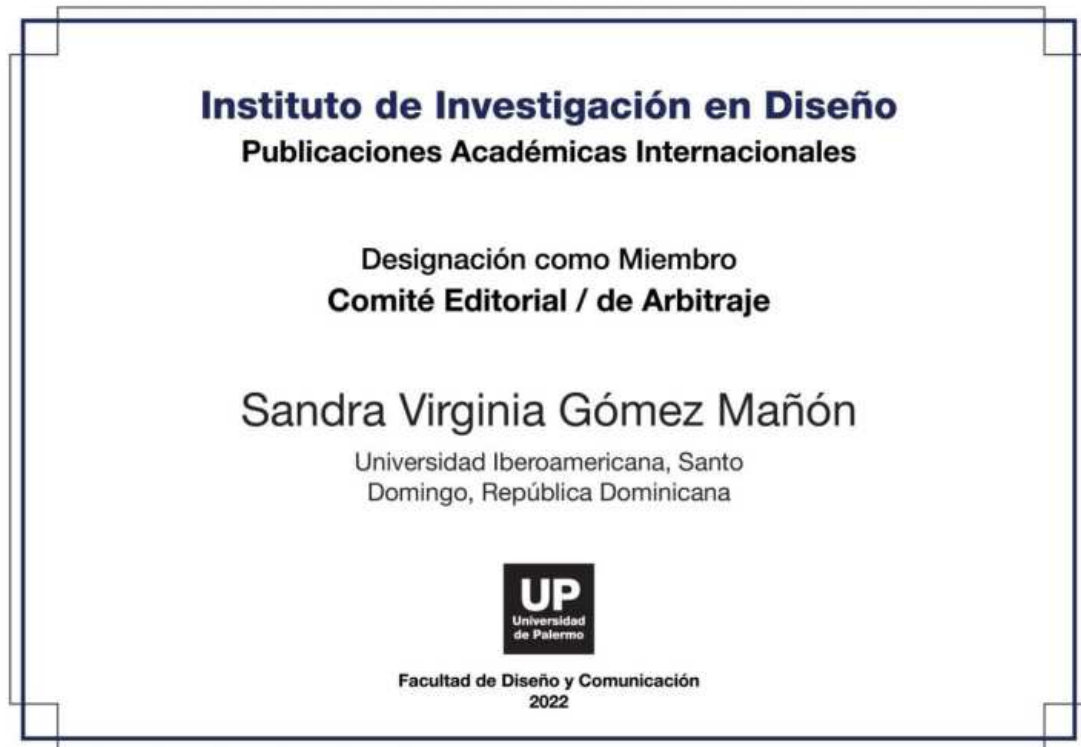 Instituto de Investigación en Diseño
Publicaciones Académicas Internacionales
Designación como Miembro
Comité Editorial / de Arbitraje
Sandra Virginia Gómez Mañón
Universidad Iberoamericana, Santo
Domingo, República Dominicana
UP
Universidad
de Palermo
Facultad de Diseño y Comunicación
2022